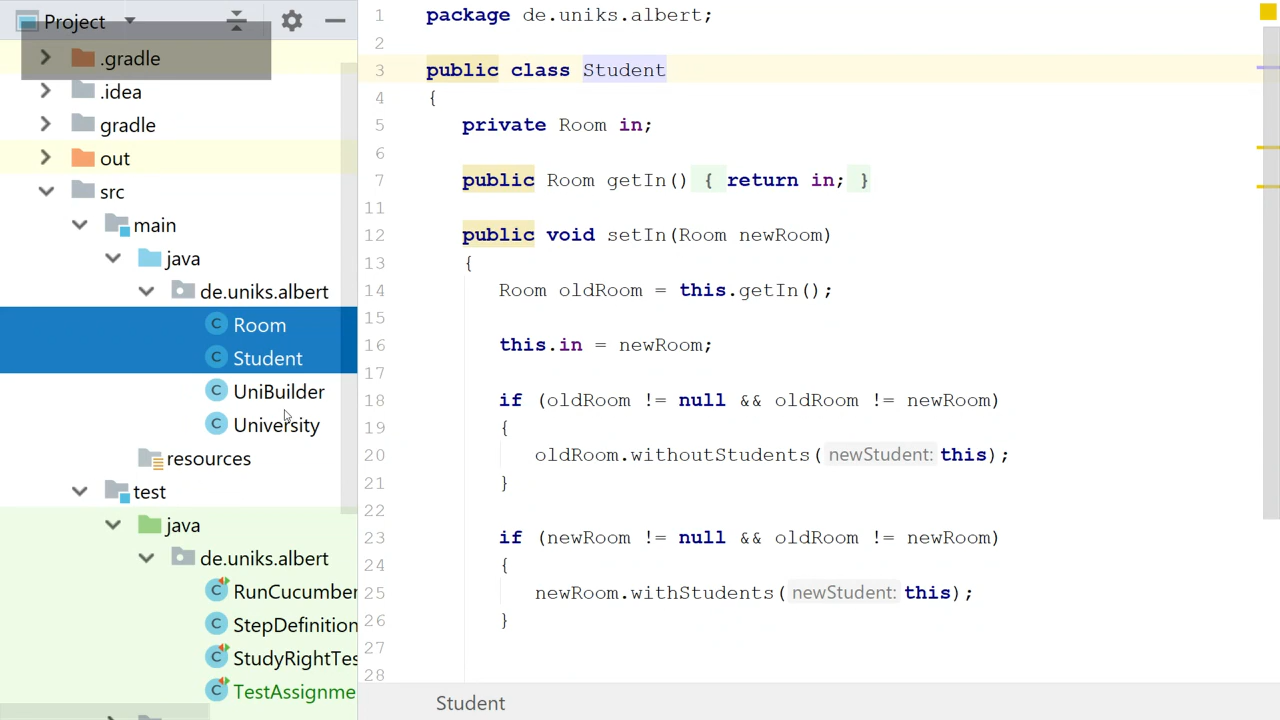 Project
.gradle
.idea
gradle
out
src
main
java
de.uniks.albert
C Room
C Student
C UniBuilder
C University
resources
test
java
de.uniks.albert
C RunCucumber
C StepDefinition
C StudyRightTes
C TestAssignme
1 package de.uniks.albert;
2
3 public class Student
4 {
5 private Room in;
6
7 public Room getIn() { return in; }
11
12 public void setIn(Room newRoom)
13 {
14 Room oldRoom = this.getIn();
15
16 this.in = newRoom;
17
18 if (oldRoom != null && oldRoom != newRoom)
19 {
20 oldRoom.withoutStudents( newStudent: this);
21 }
22
23 if (newRoom != null && oldRoom != newRoom)
24 {
25 newRoom.withStudents( newStudent: this);
26 }
27
28
Student